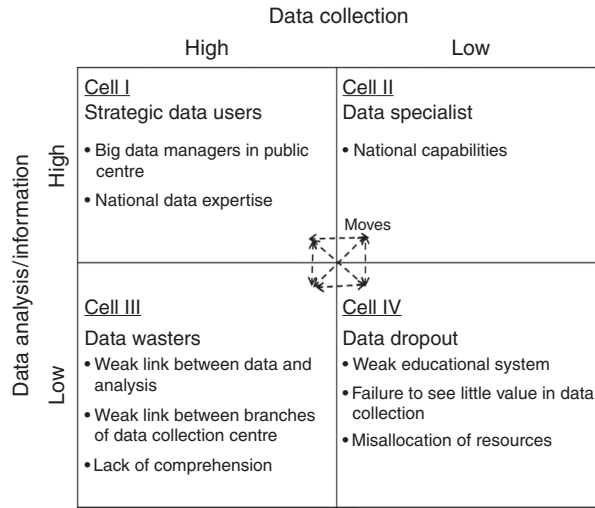 Data collection
High
Low
Data analysis/information
High
Cell I
Strategic data users
• Big data managers in public
centre
• National data expertise
Cell II
Data specialist
• National capabilities
Moves
Low
Cell III
Data wasters
• Weak link between data and
analysis
• Weak link between branches
of data collection centre
• Lack of comprehension
Cell IV
Data dropout
• Weak educational system
• Failure to see little value in data
collection
• Misallocation of resources